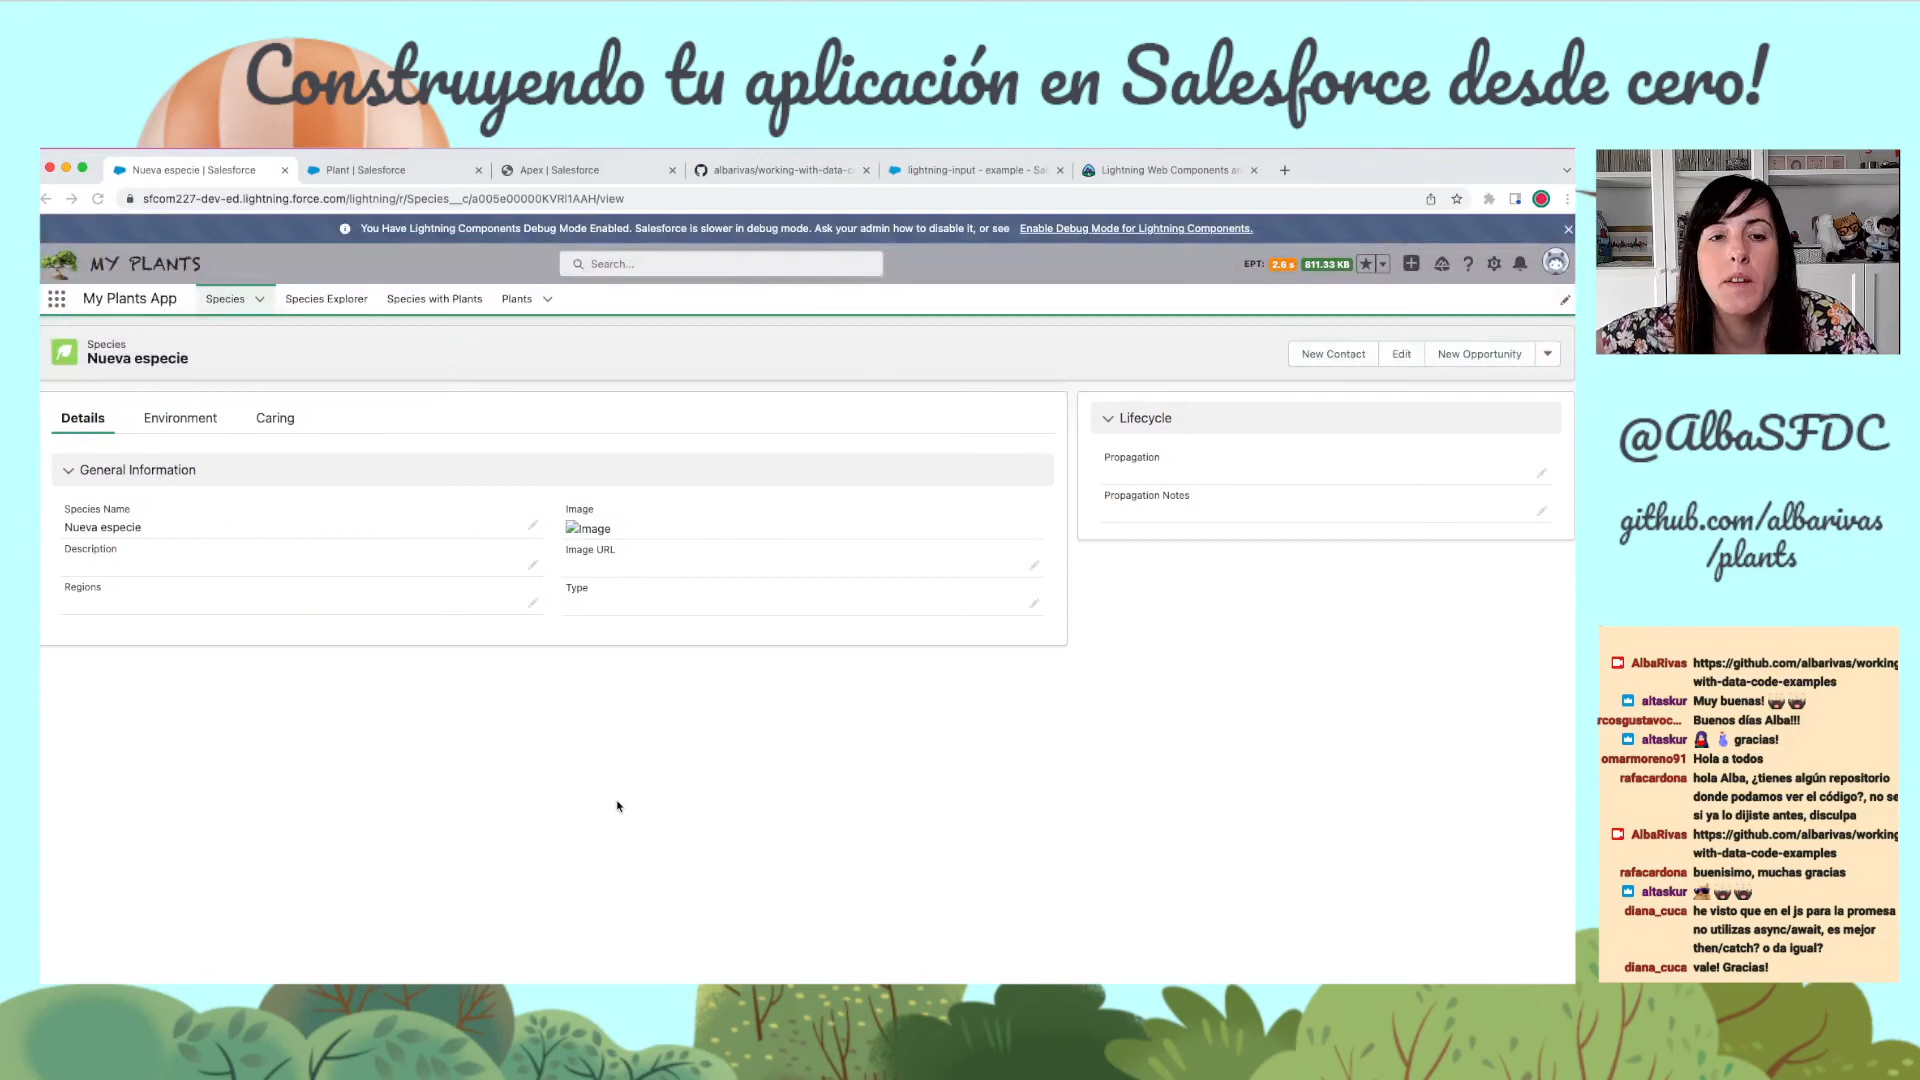 Construyendo tu aplicación en Salesforce desde cero!
Nueva especie | Salesforce
Plant | Salesforce
Apex | Salesforce
albarivas/working-with-data-c
lightning-input - example - Sal
Lightning Web Components an
sfcom227-dev-ed.lightning.force.com/lightning/r/Species__c/a005e00000KVRl1AAH/view
You Have Lightning Components Debug Mode Enabled. Salesforce is slower in debug mode. Ask your admin how to disable it, or see Enable Debug Mode for Lightning Components.
MY PLANTS
Search...
EPT: 2.6 s 811.33 KB
My Plants App
Species
Species Explorer
Species with Plants
Plants
Species
Nueva especie
New Contact
Edit
New Opportunity
Details
Environment
Caring
General Information
Species Name
Nueva especie
Description
Regions
Image
Image
Image URL
Type
Lifecycle
Propagation
Propagation Notes
@AlbaSFDC
github.com/albarivas
/plants
AlbaRivas https://github.com/albarivas/working
with-data-code-examples
altaskur Muy buenas!
rcosgustavoc... Buenos días Alba!!!
altaskur gracias!
omarmoreno91 Hola a todos
rafacardona hola Alba, ¿tienes algún repositorio
donde podamos ver el código?, no se
si ya lo dijiste antes, disculpa
AlbaRivas https://github.com/albarivas/working
with-data-code-examples
rafacardona buenisimo, muchas gracias
altaskur
diana_cuca he visto que en el js para la promesa
no utilizas async/await, es mejor
then/catch? o da igual?
diana_cuca vale! Gracias!